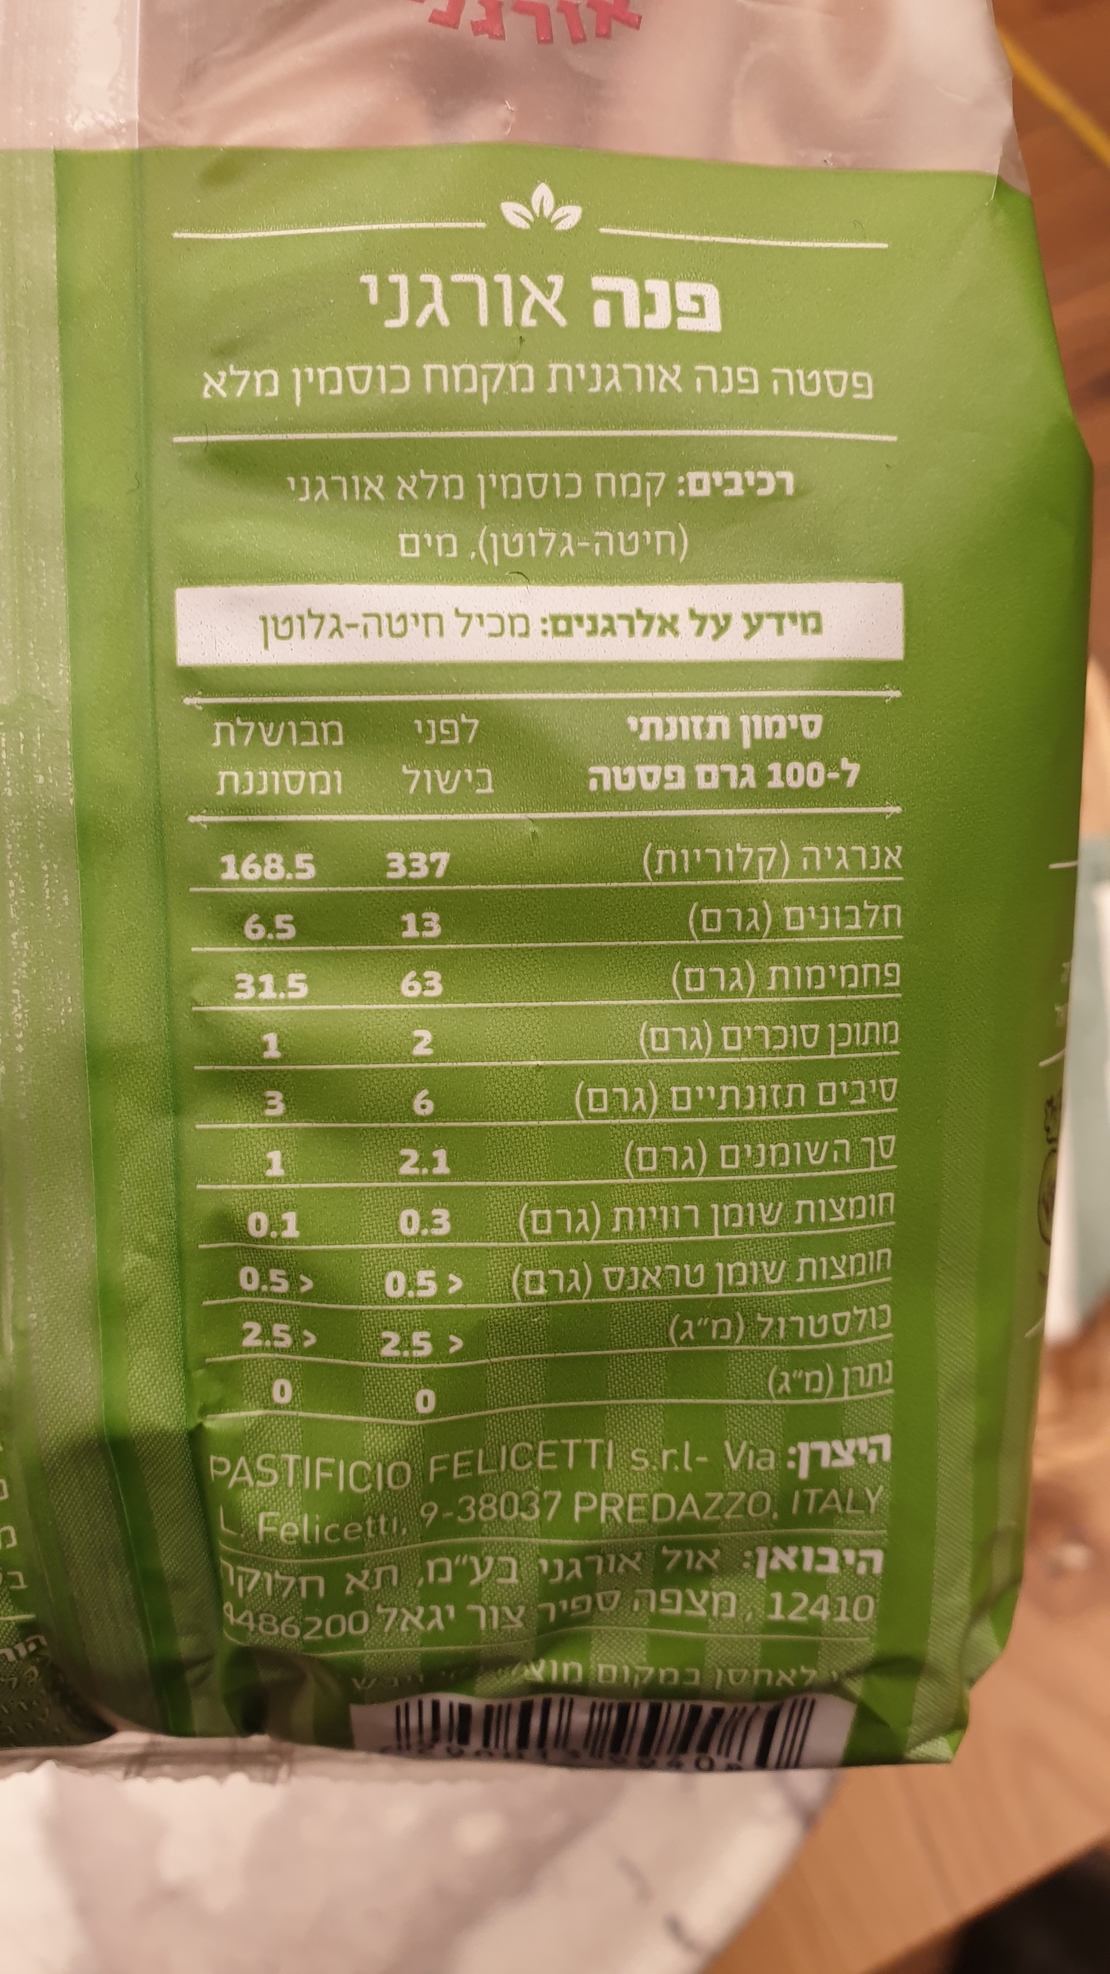 פנה אורגני
פסטה פנה אורגנית מקמח כוסמין מלא
רכיבים: קמח כוסמין מלא אורגני
(חיטה-גלוטן), מים
מידע על אלרגנים: מכיל חיטה-גלוטן
סימון תזונתי לפני מבושלת
ל-100 גרם פסטה בישול ומסוננת
אנרגיה (קלוריות) 337 168.5
חלבונים (גרם) 13 6.5
פחמימות (גרם) 63 31.5
מתוכן סוכרים (גרם) 2 1
סיבים תזונתיים (גרם) 6 3
סך השומנים (גרם) 2.1 1
חומצות שומן רוויות (גרם) 0.3 0.1
חומצות שומן טראנס (גרם) < 0.5 < 0.5
כולסטרול (מ״ג) < 2.5 < 2.5
נתרן (מ״ג) 0 0
היצרן: PASTIFICIO FELICETTI s.r.l- Via
L. Felicetti, 9-38037 PREDAZZO, ITALY
היבואן: אול אורגני בע״מ, תא חלוקה
12410, מצפה ספיר צור יגאל 4486200
לאחסן במקום